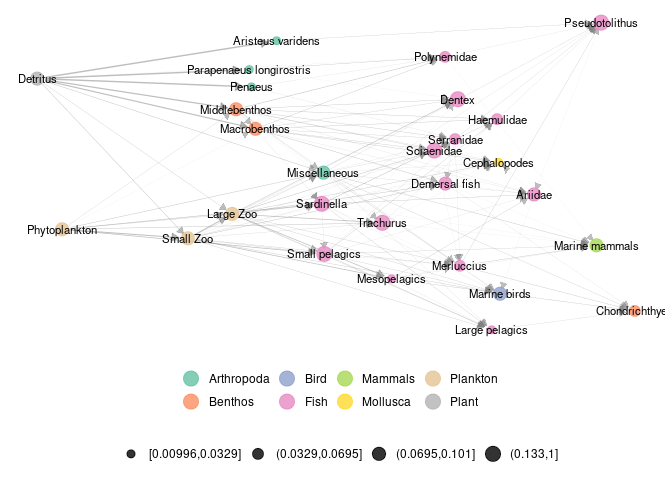 Pseudotolithus
Aristeus varidens
Polynemidae
Parapenaeus longirostris
Detritus
Penaeus
Dentex
Middlebenthos
Haemulidae
Macrobenthos
Serranidae
Sciaenidae
Cephalopodes
Miscellaneous
Demersal fish
Ariidae
Sardinella
Large Zoo
Trachurus
Phytoplankton
Small Zoo
Marine mammals
Small pelagics
Merluccius
Mesopelagics
Marine birds
Chondrichthye
Large pelagics
Arthropoda Bird Mammals Plankton
Benthos Fish Mollusca Plant
[0.00996,0.0329] (0.0329,0.0695] (0.0695,0.101] (0.133,1]